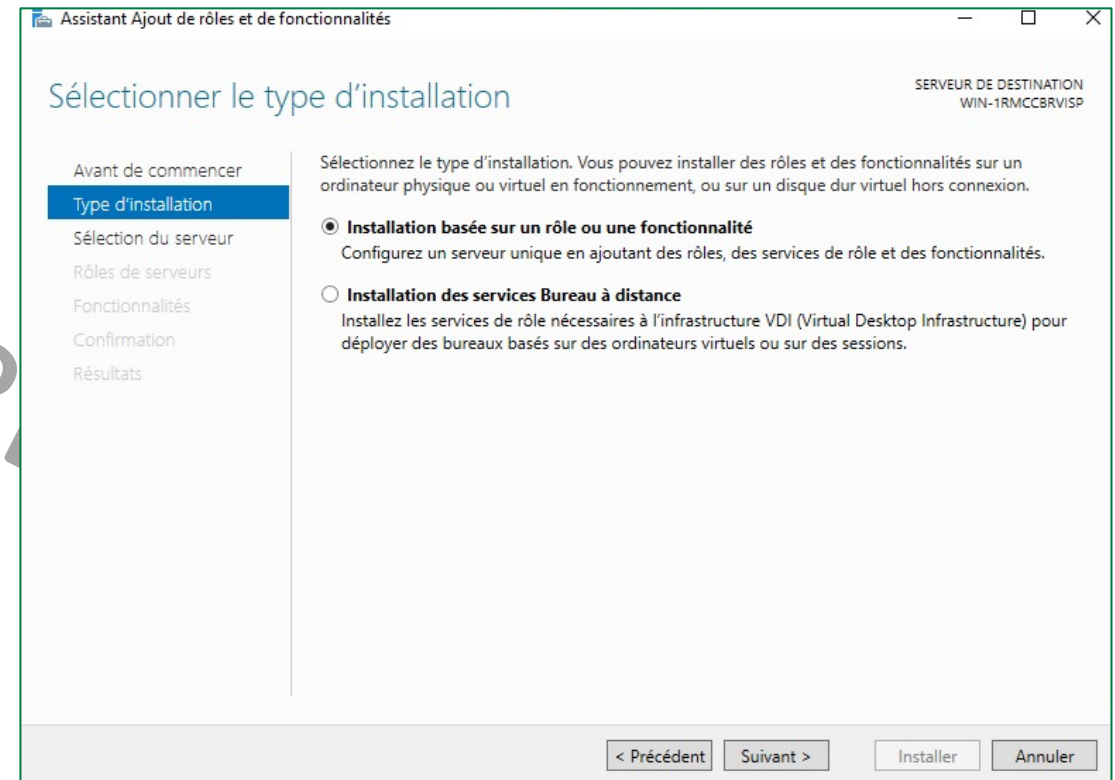 Assistant Ajout de rôles et de fonctionnalités
Sélectionner le type d'installation
SERVEUR DE DESTINATION
WIN-1RMCCBRVISP
Avant de commencer
Type d'installation
Sélection du serveur
Rôles de serveurs
Fonctionnalités
Confirmation
Résultats
Sélectionnez le type d'installation. Vous pouvez installer des rôles et des fonctionnalités sur un
ordinateur physique ou virtuel en fonctionnement, ou sur un disque dur virtuel hors connexion.
Installation basée sur un rôle ou une fonctionnalité
Configurez un serveur unique en ajoutant des rôles, des services de rôle et des fonctionnalités.
Installation des services Bureau à distance
Installez les services de rôle nécessaires à l'infrastructure VDI (Virtual Desktop Infrastructure) pour
déployer des bureaux basés sur des ordinateurs virtuels ou sur des sessions.
< Précédent
Suivant >
Installer
Annuler